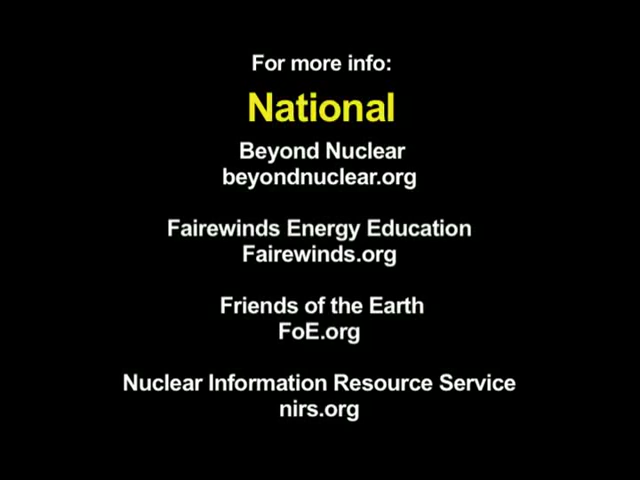 For more info:
National
Beyond Nuclear
beyondnuclear.org
Fairewinds Energy Education
Fairewinds.org
Friends of the Earth
FoE.org
Nuclear Information Resource Service
nirs.org